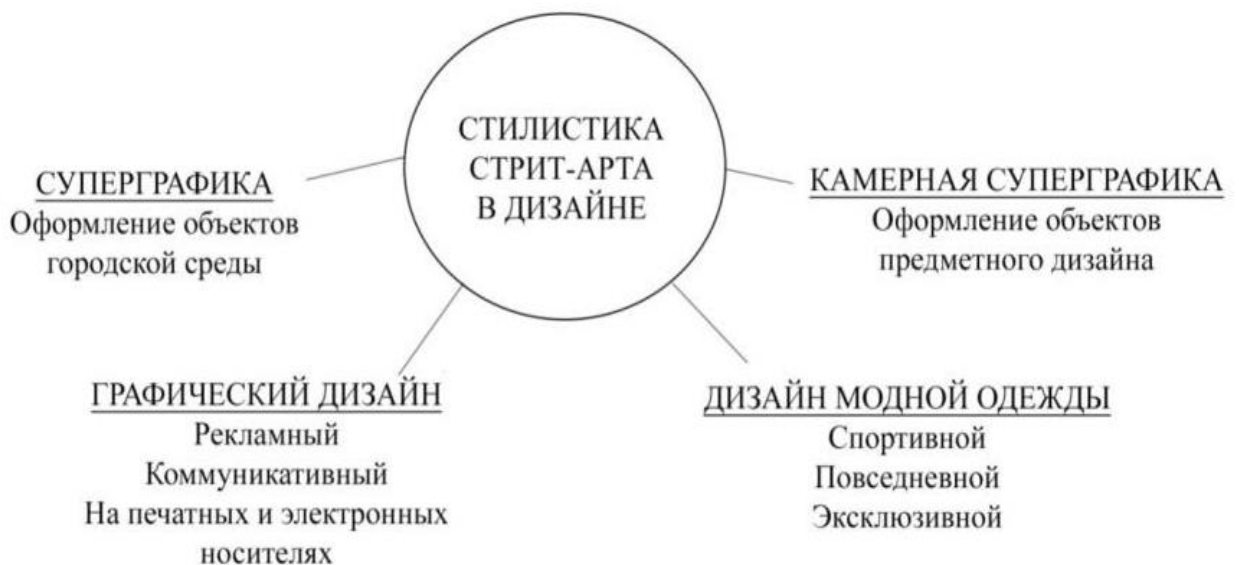 СТИЛИСТИКА
СТРИТ-АРТА
В ДИЗАЙНЕ
СУПЕРГРАФИКА
Оформление объектов
городской среды
КАМЕРНАЯ СУПЕРГРАФИКА
Оформление объектов
предметного дизайна
ГРАФИЧЕСКИЙ ДИЗАЙН
Рекламный
Коммуникативный
На печатных и электронных
носителях
ДИЗАЙН МОДНОЙ ОДЕЖДЫ
Спортивной
Повседневной
Эксклюзивной